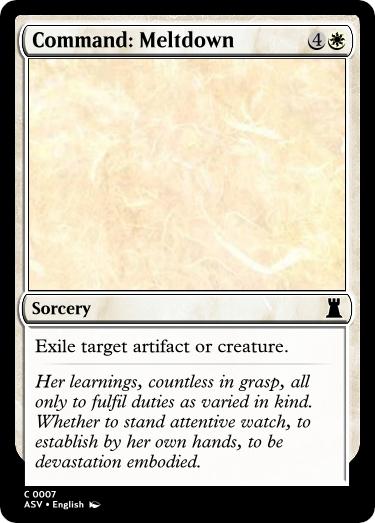 Command: Meltdown 4
Sorcery
Exile target artifact or creature.
Her learnings, countless in grasp, all
only to fulfil duties as varied in kind.
Whether to stand attentive watch, to
establish by her own hands, to be
devastation embodied.
C 0007
ASV • English